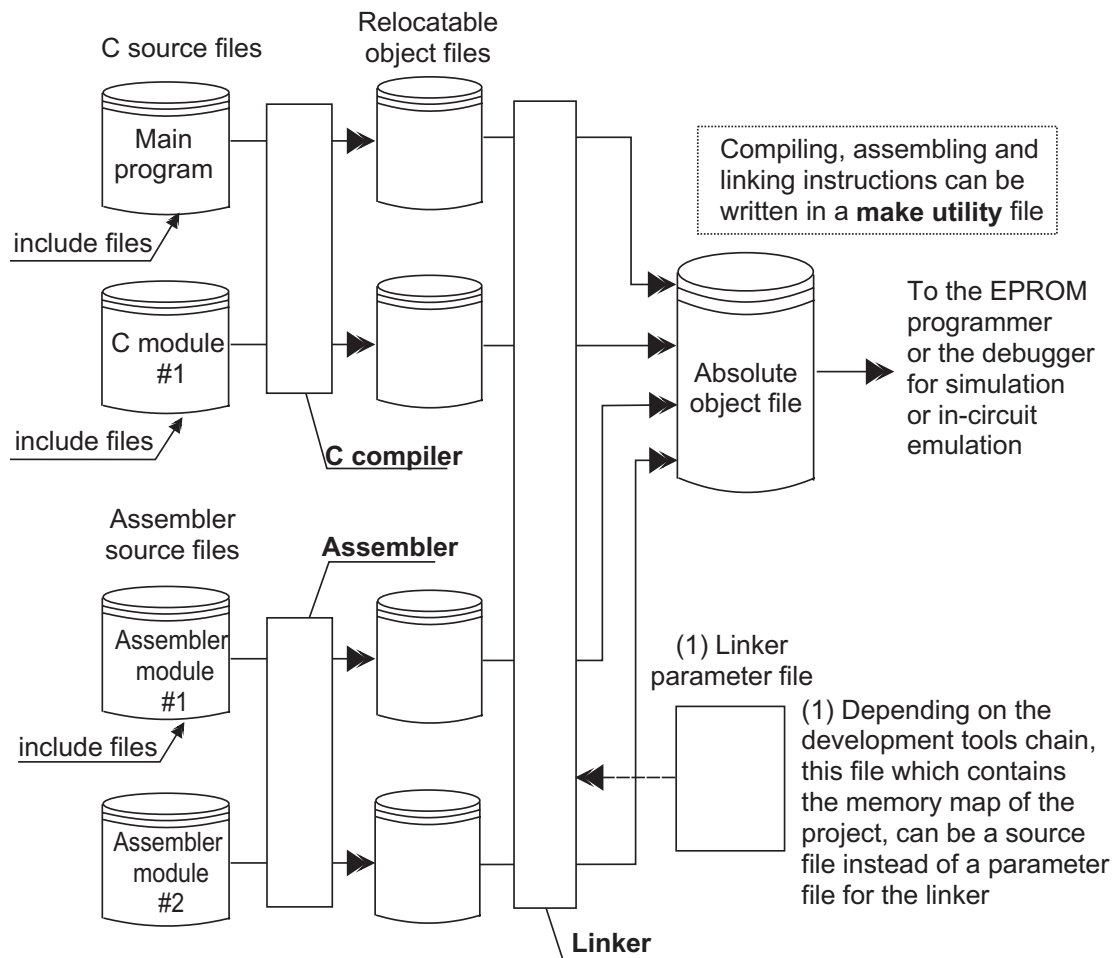 C source files
Relocatable
object files
Main
program
include files
C module
#1
include files
C compiler
Compiling, assembling and
linking instructions can be
written in a make utility file
Absolute
object file
To the EPROM
programmer
or the debugger
for simulation
or in-circuit
emulation
Assembler
source files
Assembler
Assembler
module
#1
include files
Assembler
module
#2
(1) Linker
parameter file
(1) Depending on the
development tools chain,
this file which contains
the memory map of the
project, can be a source
file instead of a parameter
file for the linker
Linker